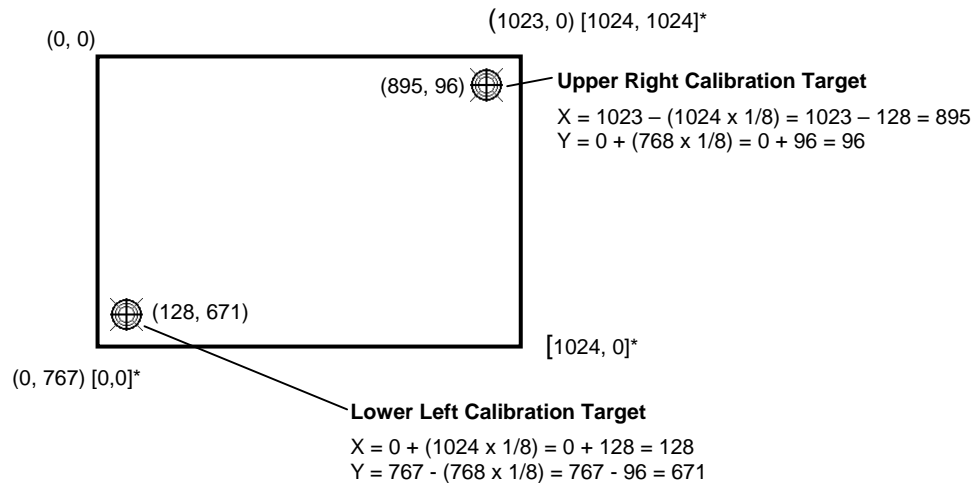 (1023, 0) [1024, 1024]*
(0, 0)
(895, 96)
Upper Right Calibration Target
X = 1023 – (1024 x 1/8) = 1023 – 128 = 895
Y = 0 + (768 x 1/8) = 0 + 96 = 96
(128, 671)
[1024, 0]*
(0, 767) [0,0]*
Lower Left Calibration Target
X = 0 + (1024 x 1/8) = 0 + 128 = 128
Y = 767 - (768 x 1/8) = 767 - 96 = 671